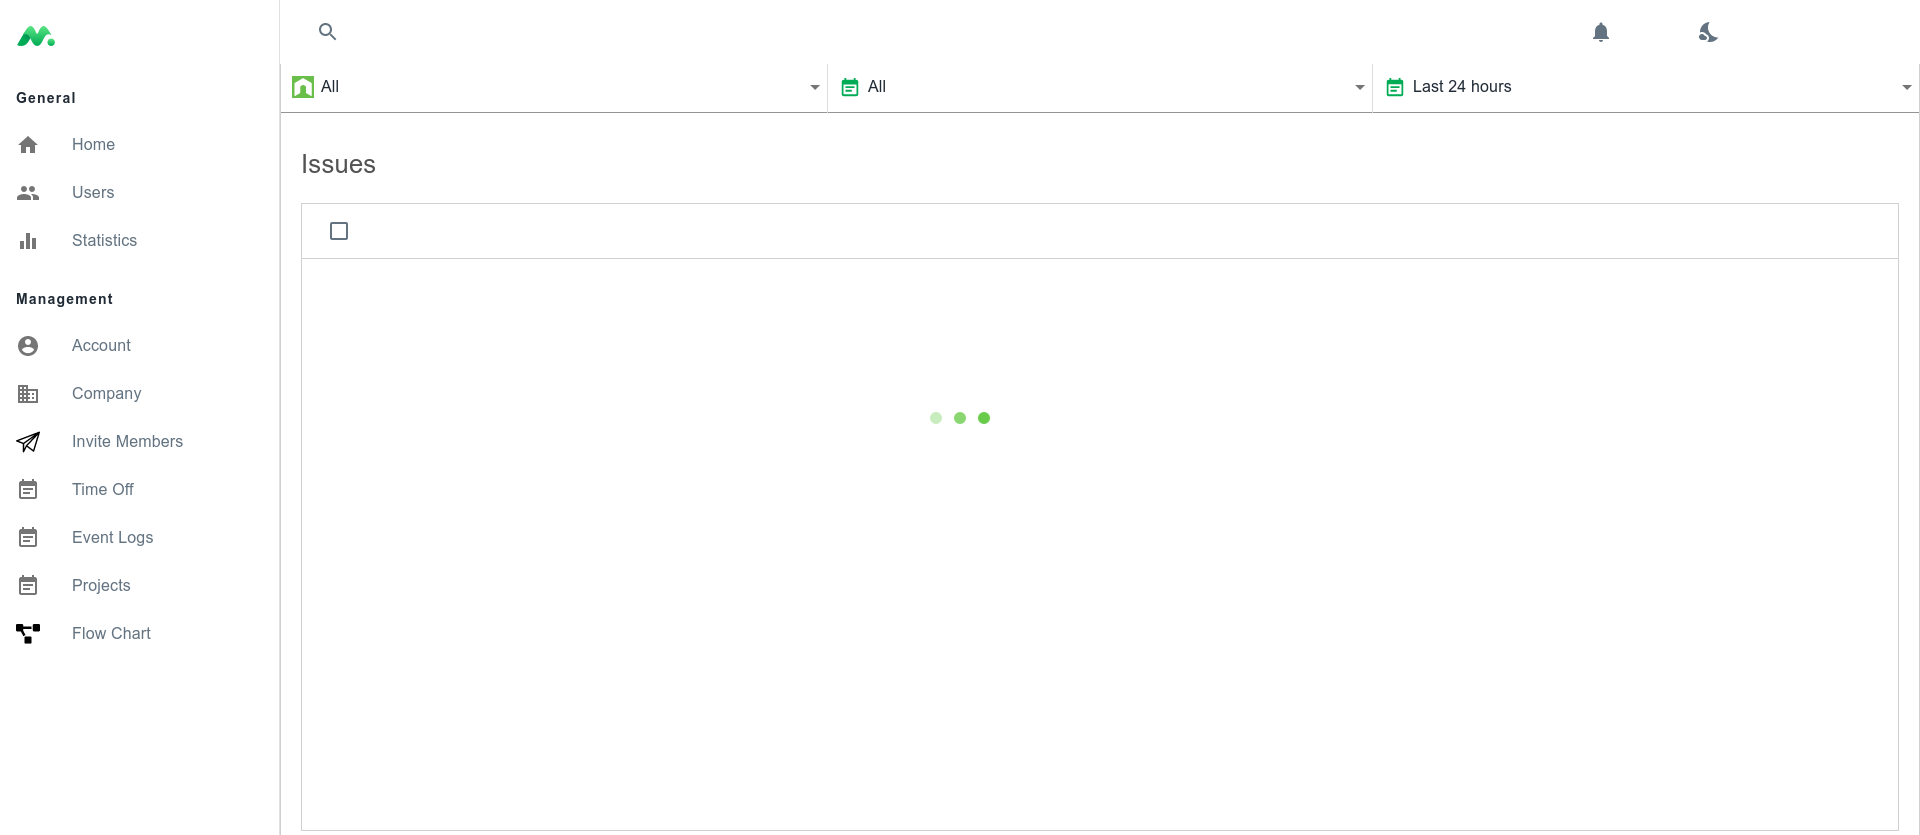 General
Home
Users
Statistics
Management
Account
Company
Invite Members
Time Off
Event Logs
Projects
Flow Chart
All
All
Last 24 hours
Issues